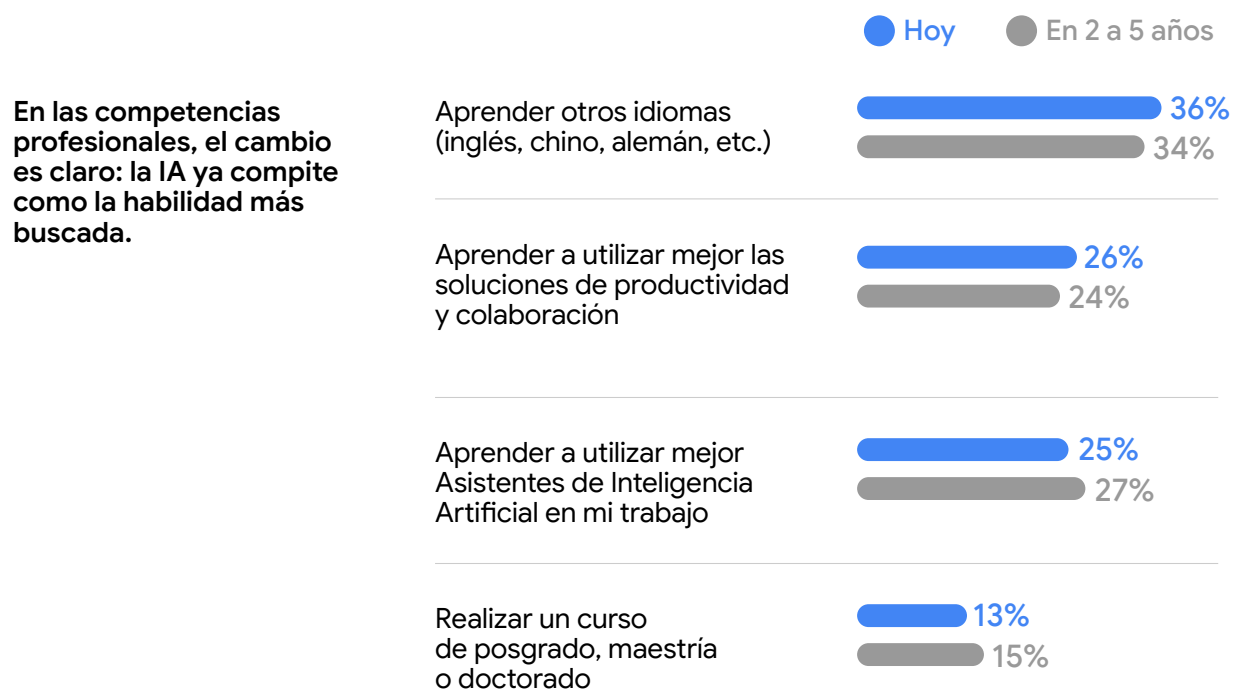 Hoy
En 2 a 5 años
En las competencias
profesionales, el cambio
es claro: la IA ya compite
como la habilidad más
buscada.
Aprender otros idiomas
(inglés, chino, alemán, etc.)
36%
34%
Aprender a utilizar mejor las
soluciones de productividad
y colaboración
26%
24%
Aprender a utilizar mejor
Asistentes de Inteligencia
Artificial en mi trabajo
25%
27%
Realizar un curso
de posgrado, maestría
o doctorado
13%
15%